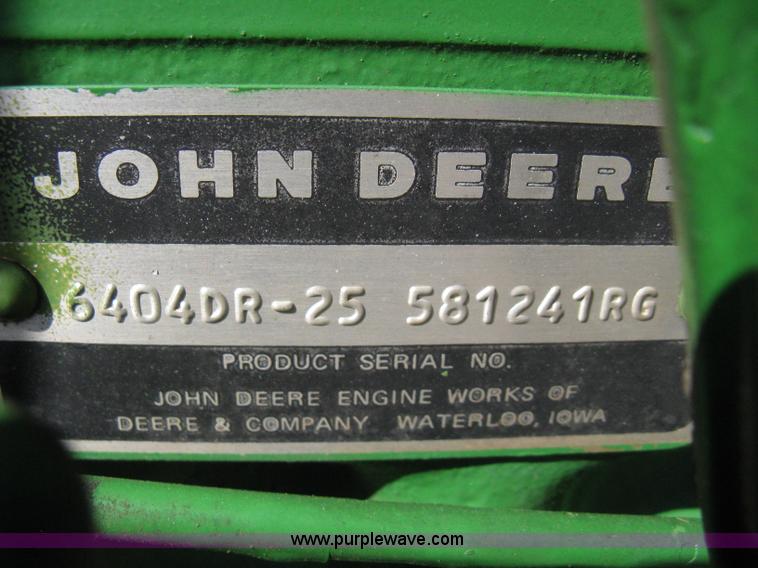 JOHN DEERE
6404DR-25 581241RG
PRODUCT SERIAL NO.
JOHN DEERE ENGINE WORKS OF
DEERE & COMPANY WATERLOO, IOWA
www.purplewave.com